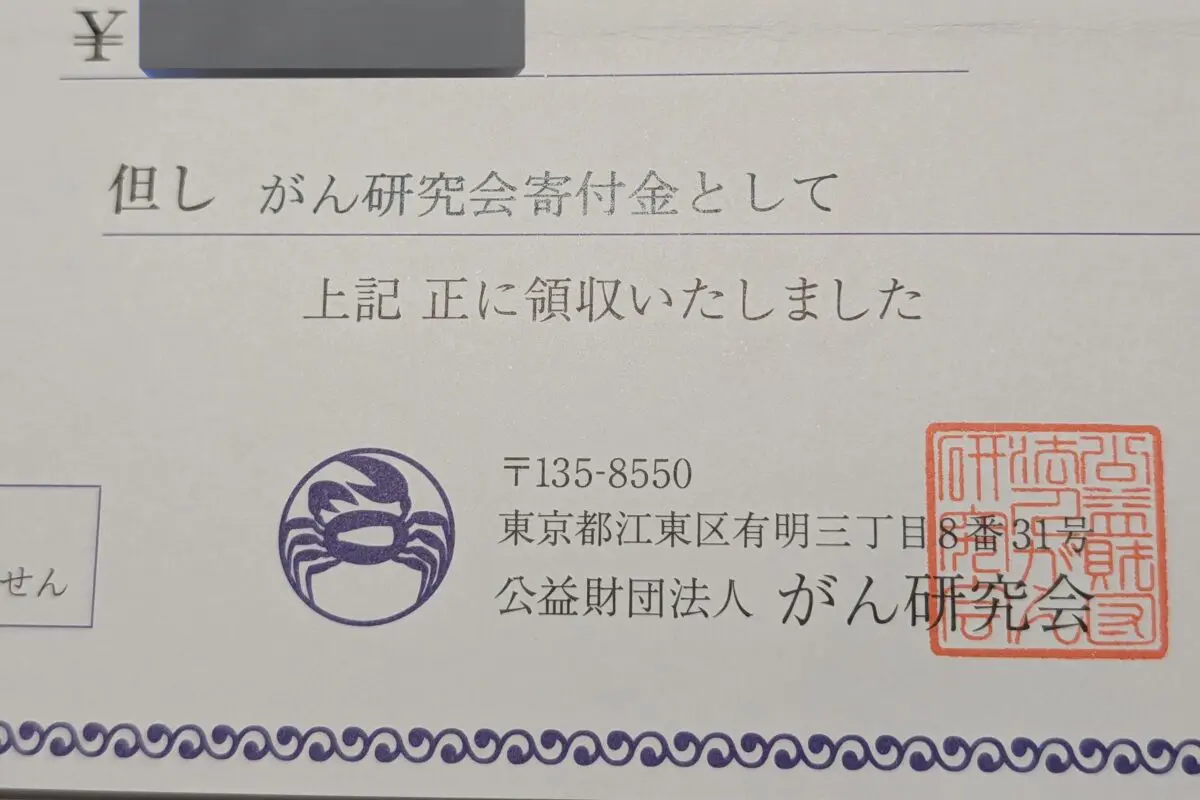 ¥
但し がん研究会寄付金として
上記 正に領収いたしました
〒135-8550
東京都江東区有明三丁目8番31号
公益財団法人 がん研究会
せん